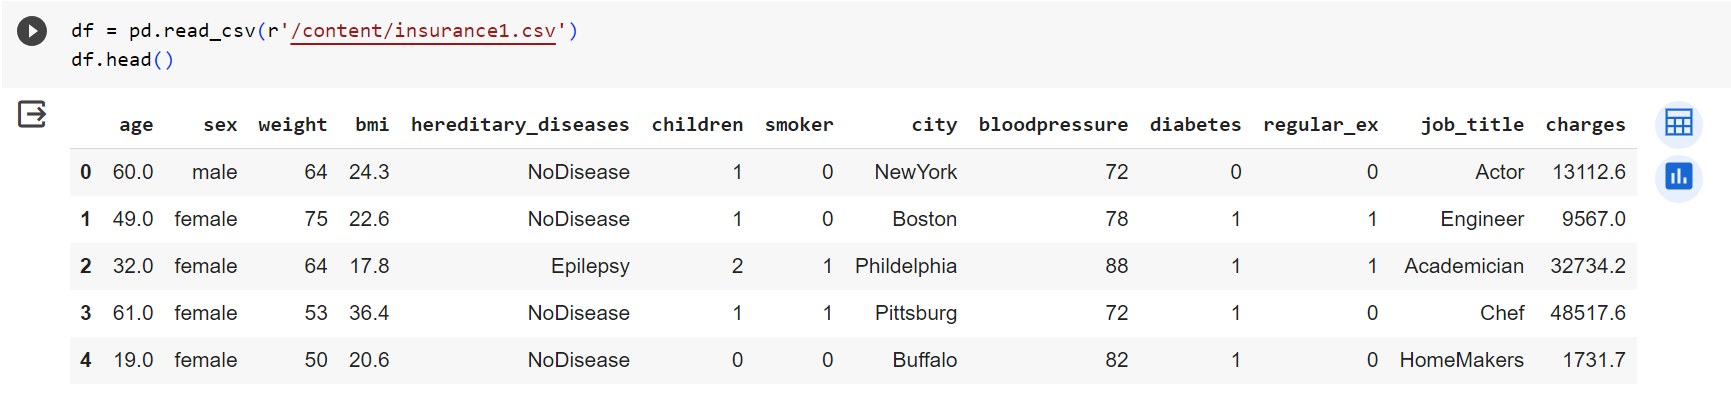 df = pd.read_csv(r'/content/insurance1.csv')
df.head()
age sex weight bmi hereditary_diseases children smoker city bloodpressure diabetes regular_ex job_title charges
0 60.0 male 64 24.3 NoDisease 1 0 NewYork 72 0 0 Actor 13112.6
1 49.0 female 75 22.6 NoDisease 1 0 Boston 78 1 1 Engineer 9567.0
2 32.0 female 64 17.8 Epilepsy 2 1 Phildelphia 88 1 1 Academician 32734.2
3 61.0 female 53 36.4 NoDisease 1 1 Pittsburg 72 1 0 Chef 48517.6
4 19.0 female 50 20.6 NoDisease 0 0 Buffalo 82 1 0 HomeMakers 1731.7